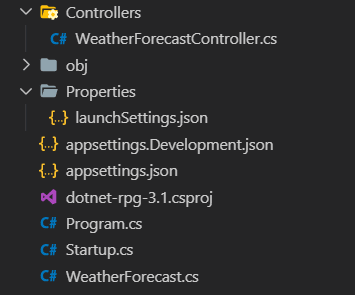 Controllers
C# WeatherForecastController.cs
obj
Properties
{..} launchSettings.json
{..} appsettings.Development.json
{..} appsettings.json
dotnet-rpg-3.1.csproj
C# Program.cs
C# Startup.cs
C# WeatherForecast.cs